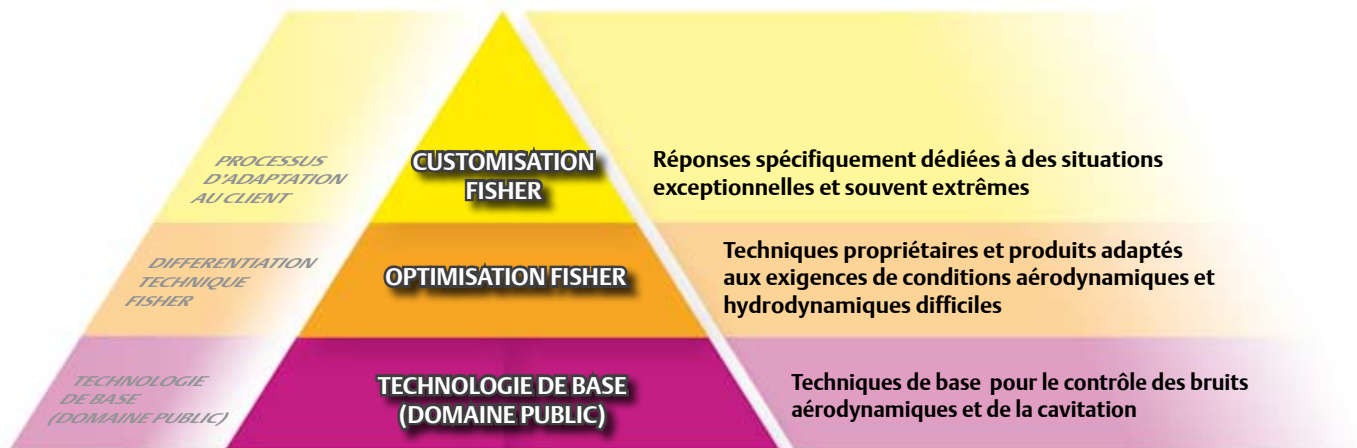 PROCESSUS
D'ADAPTATION
AU CLIENT
CUSTOMISATION
FISHER
Réponses spécifiquement dédiées à des situations
exceptionnelles et souvent extrêmes
DIFFERENTIATION
TECHNIQUE
FISHER
OPTIMISATION FISHER
Techniques propriétaires et produits adaptés
aux exigences de conditions aérodynamiques et
hydrodynamiques difficiles
TECHNOLOGIE
DE BASE
(DOMAINE PUBLIC)
TECHNOLOGIE DE BASE
(DOMAINE PUBLIC)
Techniques de base pour le contrôle des bruits
aérodynamiques et de la cavitation